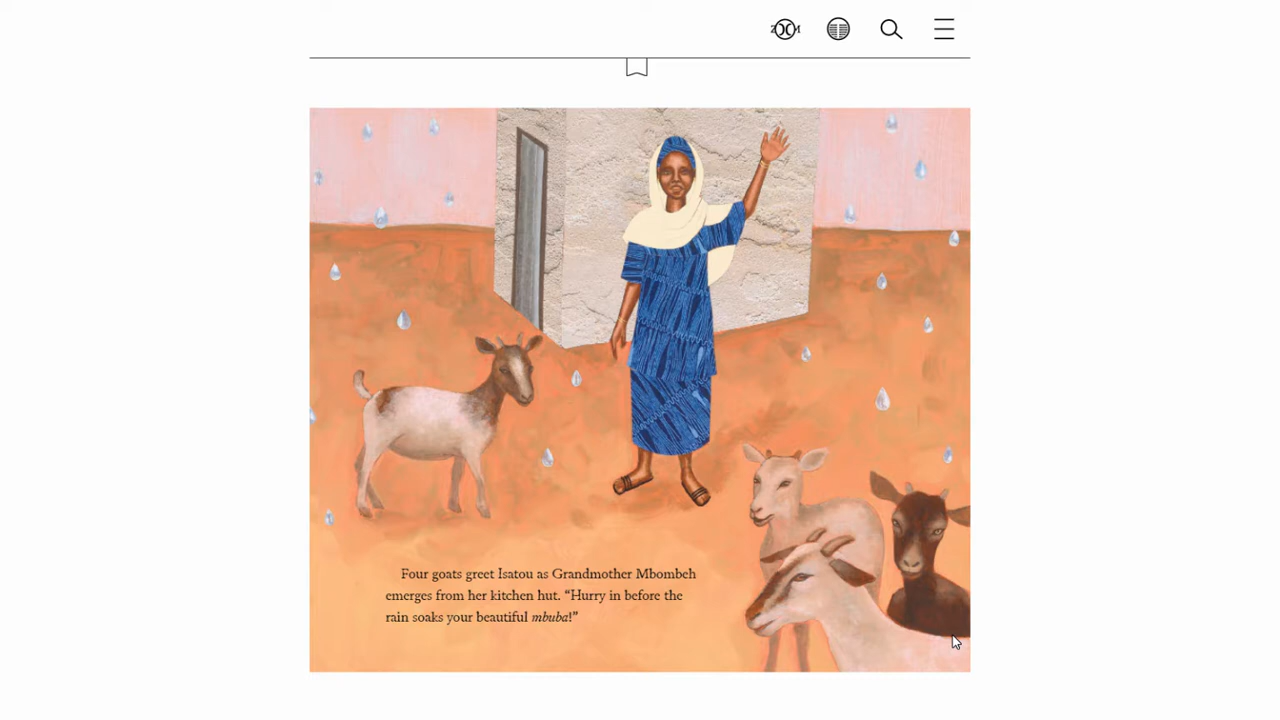 Four goats greet Isatou as Grandmother Mbombeh
emerges from her kitchen hut. “Hurry in before the
rain soaks your beautiful mbuba!”